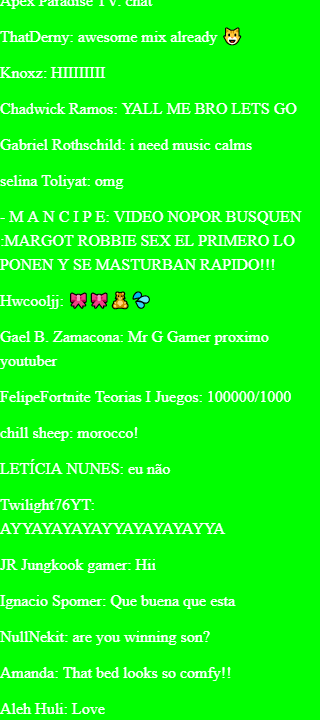 Apex Paradise TV: chat
ThatDerny: awesome mix already 😺
Knoxz: HIIIIIIII
Chadwick Ramos: YALL ME BRO LETS GO
Gabriel Rothschild: i need music calms
selina Toliyat: omg
- M A N C I P E: VIDEO NOPOR BUSQUEN
:MARGOT ROBBIE SEX EL PRIMERO LO
PONEN Y SE MASTURBAN RAPIDO!!!
Hwcooljj: 🎀🎀🧸💦
Gael B. Zamacona: Mr G Gamer proximo
youtuber
FelipeFortnite Teorias I Juegos: 100000/1000
chill sheep: morocco!
LETÍCIA NUNES: eu não
Twilight76YT:
AYYAYAYAYAYYAYAYAYAYYA
JR Jungkook gamer: Hii
Ignacio Spomer: Que buena que esta
NullNekit: are you winning son?
Amanda: That bed looks so comfy!!
Aleh Huli: Love